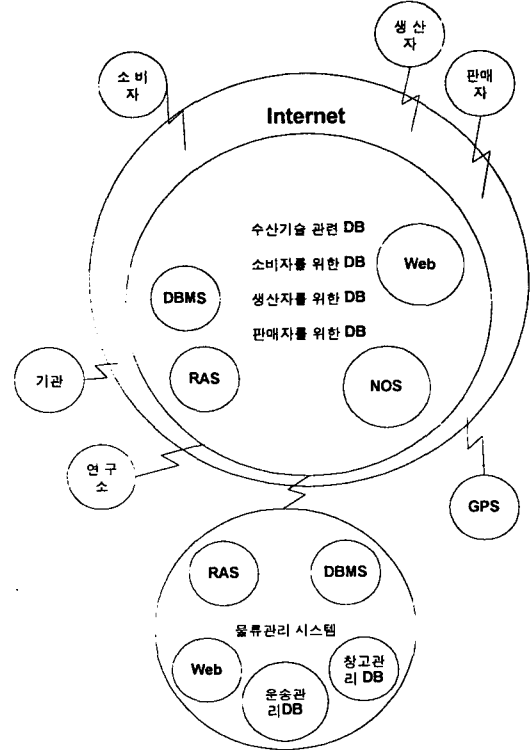 생 산
자
소 비
자
판매
자
Internet
수산기술 관련 DB
소비자를 위한 DB
Web
DBMS
생산자를 위한 DB
판매자를 위한 DB
기관
RAS
NOS
연 구
소
GPS
RAS
DBMS
물류관리 시스템
Web
창고관
리 DB
운송관
리DB